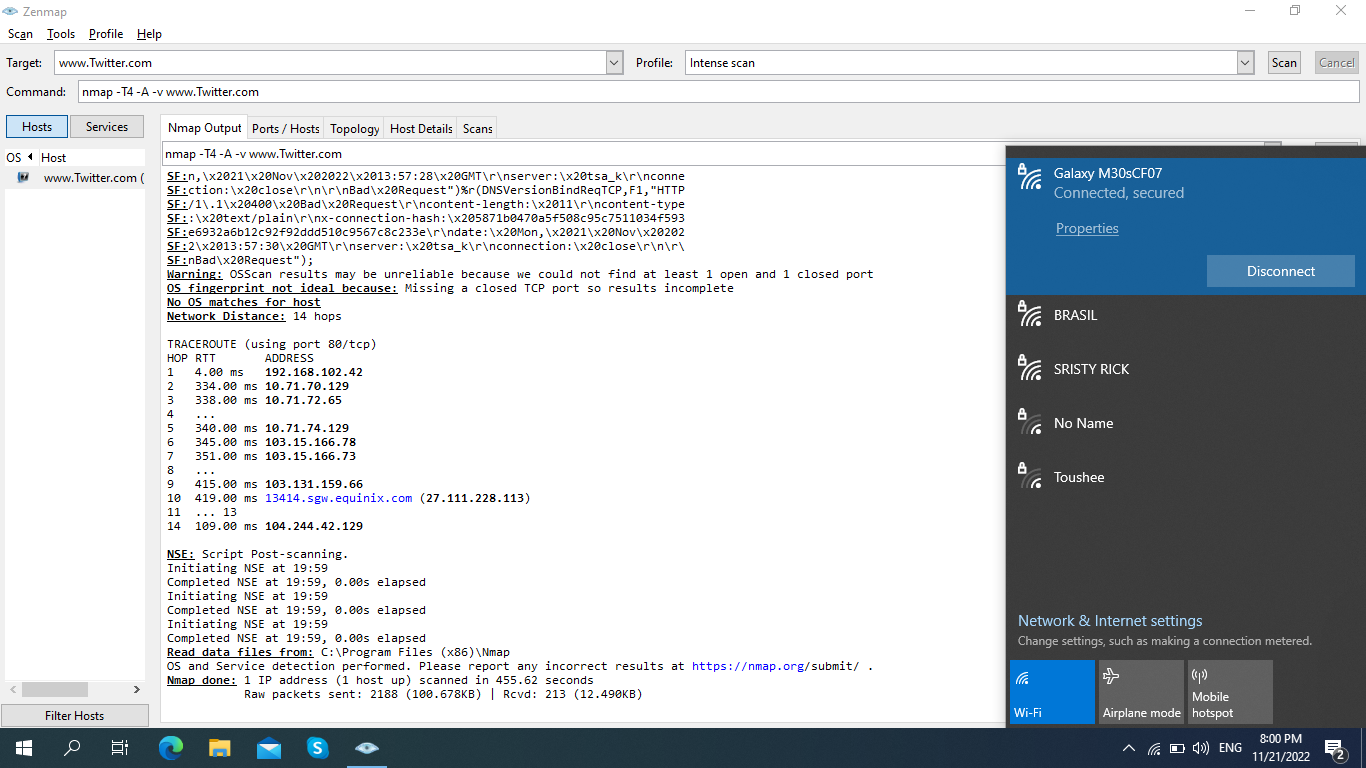 Zenmap
Scan Tools Profile Help
Target: www.Twitter.com Profile: Intense scan Scan Cancel
Command: nmap -T4 -A -v www.Twitter.com
Hosts Services
OS Host
www.Twitter.com (
Filter Hosts
Nmap Output Ports / Hosts Topology Host Details Scans
nmap -T4 -A -v www.Twitter.com
SF:n,\x2021\x20Nov\x202022\x2013:57:28\x20GMT\r\nserver:\x20tsa_k\r\nconne
SF:ction:\x20close\r\n\r\nBad\x20Request")%r(DNSVersionBindReqTCP,F1,"HTTP
SF:/1\.1\x20400\x20Bad\x20Request\r\ncontent-length:\x2011\r\ncontent-type
SF::\x20text/plain\r\nx-connection-hash:\x205871b0470a5f508c95c7511034f593
SF:e6932a6b12c92f92ddd510c9567c8c233e\r\ndate:\x20Mon,\x2021\x20Nov\x20202
SF:2\x2013:57:30\x20GMT\r\nserver:\x20tsa_k\r\nconnection:\x20close\r\n\r\
SF:nBad\x20Request");
Warning: OSScan results may be unreliable because we could not find at least 1 open and 1 closed port
OS fingerprint not ideal because: Missing a closed TCP port so results incomplete
No OS matches for host
Network Distance: 14 hops
TRACEROUTE (using port 80/tcp)
HOP RTT ADDRESS
1 4.00 ms 192.168.102.42
2 334.00 ms 10.71.70.129
3 338.00 ms 10.71.72.65
4 ...
5 340.00 ms 10.71.74.129
6 345.00 ms 103.15.166.78
7 351.00 ms 103.15.166.73
8 ...
9 415.00 ms 103.131.159.66
10 419.00 ms 13414.sgw.equinix.com (27.111.228.113)
11 ... 13
14 109.00 ms 104.244.42.129
NSE: Script Post-scanning.
Initiating NSE at 19:59
Completed NSE at 19:59, 0.00s elapsed
Initiating NSE at 19:59
Completed NSE at 19:59, 0.00s elapsed
Initiating NSE at 19:59
Completed NSE at 19:59, 0.00s elapsed
Read data files from: C:\Program Files (x86)\Nmap
OS and Service detection performed. Please report any incorrect results at https://nmap.org/submit/ .
Nmap done: 1 IP address (1 host up) scanned in 455.62 seconds
Raw packets sent: 2188 (100.678KB) | Rcvd: 213 (12.490KB)
Galaxy M30sCF07
Connected, secured
Properties
Disconnect
BRASIL
SRISTY RICK
No Name
Toushee
Network & Internet settings
Change settings, such as making a connection metered.
Wi-Fi
Airplane mode
Mobile
hotspot
ENG
8:00 PM
11/21/2022
2